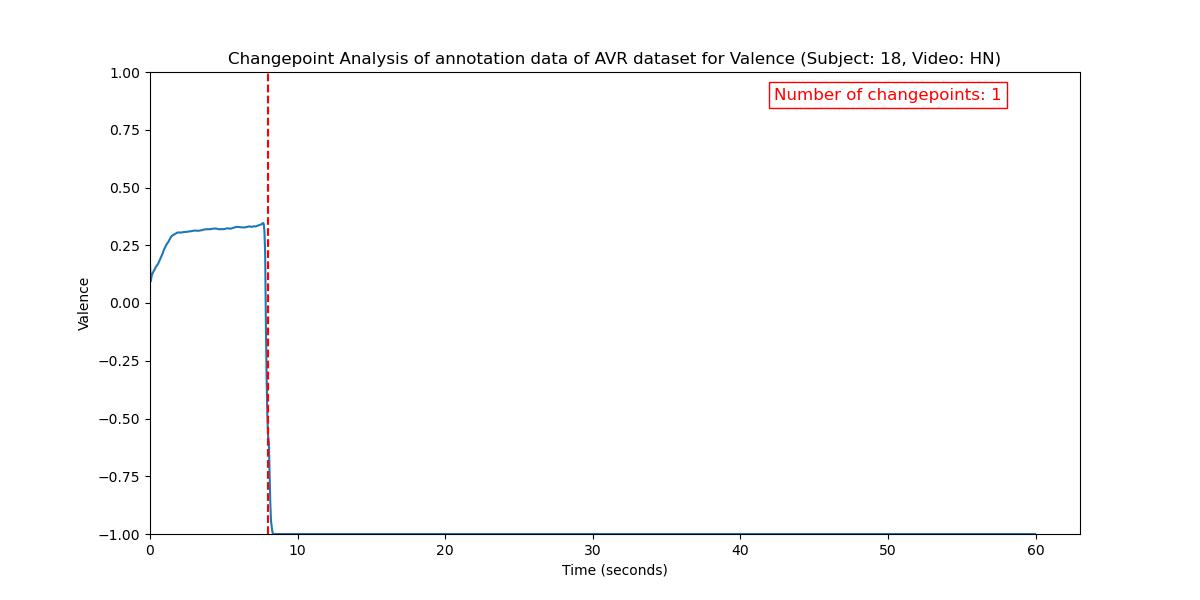 Changepoint Analysis of annotation data of AVR dataset for Valence (Subject: 18, Video: HN)
Number of changepoints: 1
Valence
1.00
0.75
0.50
0.25
0.00
−0.25
−0.50
−0.75
−1.00
0 10 20 30 40 50 60
Time (seconds)